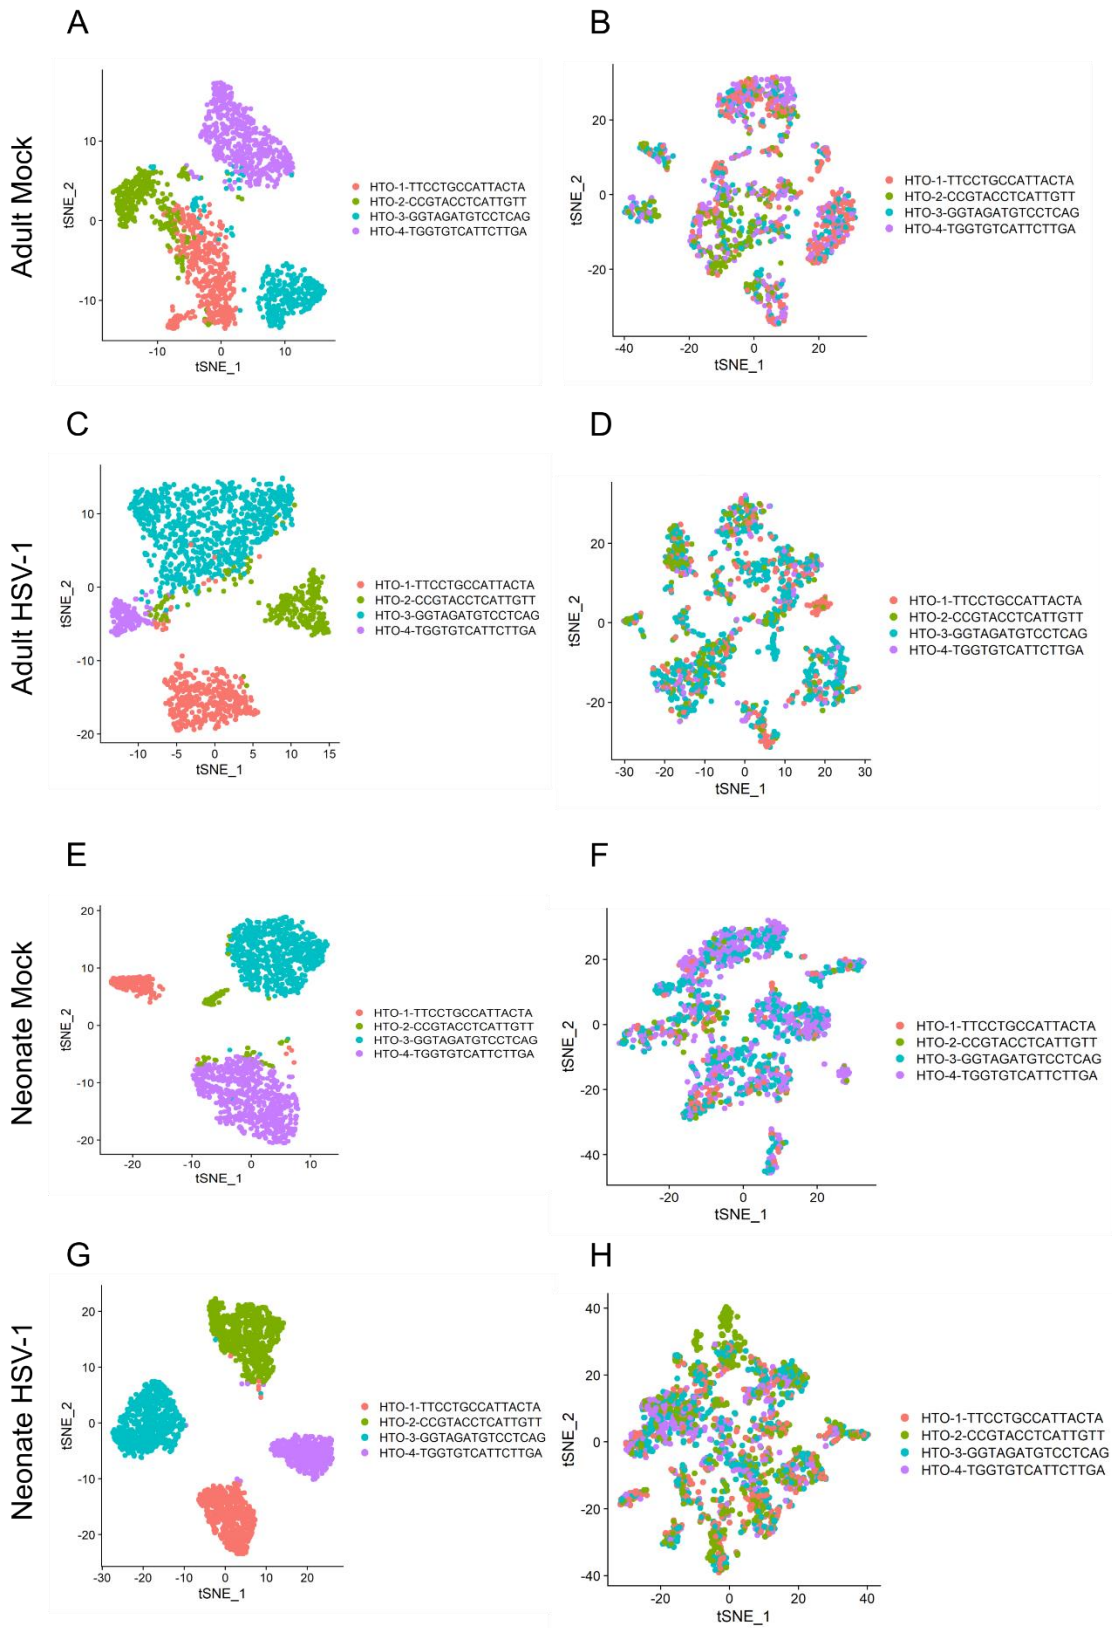 A
Adult Mock
10
0
-10
tSNE_2
-10
0
10
tSNE_1
HTO-1-TTCCTGCCATTACTA
HTO-2-CCGTACCTCATTGTT
HTO-3-GGTAGATGTCCTCAG
HTO-4-TGGTGTCATTCTTGA
B
20
0
-20
tSNE_2
-40
-20
0
20
tSNE_1
HTO-1-TTCCTGCCATTACTA
HTO-2-CCGTACCTCATTGTT
HTO-3-GGTAGATGTCCTCAG
HTO-4-TGGTGTCATTCTTGA
C
Adult HSV-1
10
0
-10
-20
tSNE_2
-10
-5
0
5
10
15
tSNE_1
HTO-1-TTCCTGCCATTACTA
HTO-2-CCGTACCTCATTGTT
HTO-3-GGTAGATGTCCTCAG
HTO-4-TGGTGTCATTCTTGA
D
20
0
-20
tSNE_2
-30
-20
-10
0
10
20
30
tSNE_1
HTO-1-TTCCTGCCATTACTA
HTO-2-CCGTACCTCATTGTT
HTO-3-GGTAGATGTCCTCAG
HTO-4-TGGTGTCATTCTTGA
E
Neonate Mock
20
10
0
-10
-20
tSNE_2
-20
-10
0
10
tSNE_1
HTO-1-TTCCTGCCATTACTA
HTO-2-CCGTACCTCATTGTT
HTO-3-GGTAGATGTCCTCAG
HTO-4-TGGTGTCATTCTTGA
F
20
0
-20
-40
tSNE_2
-20
0
20
tSNE_1
HTO-1-TTCCTGCCATTACTA
HTO-2-CCGTACCTCATTGTT
HTO-3-GGTAGATGTCCTCAG
HTO-4-TGGTGTCATTCTTGA
G
Neonate HSV-1
20
10
0
-10
-20
tSNE_2
-30
-20
-10
0
10
20
tSNE_1
HTO-1-TTCCTGCCATTACTA
HTO-2-CCGTACCTCATTGTT
HTO-3-GGTAGATGTCCTCAG
HTO-4-TGGTGTCATTCTTGA
H
40
20
0
-20
-40
tSNE_2
-20
0
20
40
tSNE_1
HTO-1-TTCCTGCCATTACTA
HTO-2-CCGTACCTCATTGTT
HTO-3-GGTAGATGTCCTCAG
HTO-4-TGGTGTCATTCTTGA